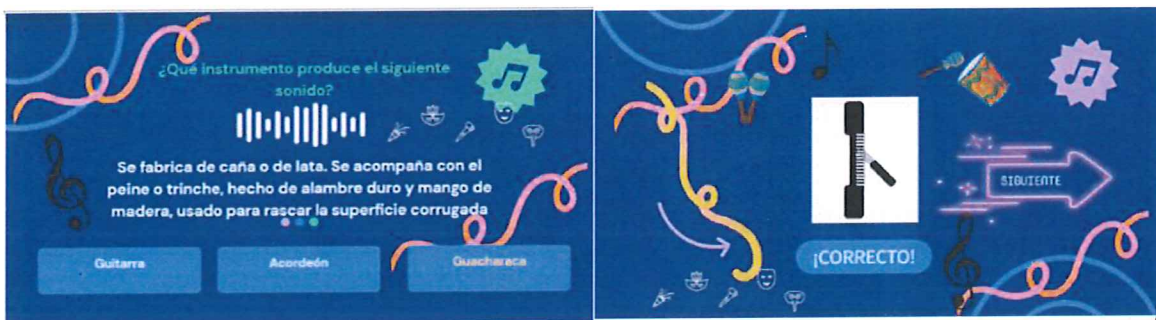 ¿Qué instrumento produce el siguiente
sonido?
Se fabrica de caña o de lata. Se acompaña con el
peine o trinche, hecho de alambre duro y mango de
madera, usado para rascar la superficie corrugada
Guitarra
Acordeón
Guacharaca
SIGUIENTE
¡CORRECTO!